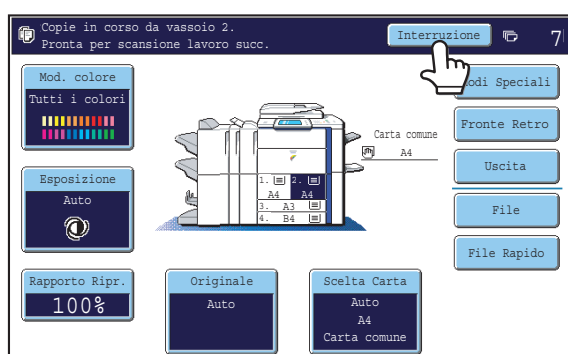 Copie in corso da vassoio 2.
Pronta per scansione lavoro succ.
Interruzione
7
Mod. colore
Tutti i colori
Esposizione
Auto
Rapporto Ripr.
100%
Originale
Auto
Scelta Carta
Auto
A4
Carta comune
Carta comune
A4
1. 2.
A4 A4
3. A3
4. B4
Modi Speciali
Fronte Retro
Uscita
File
File Rapido